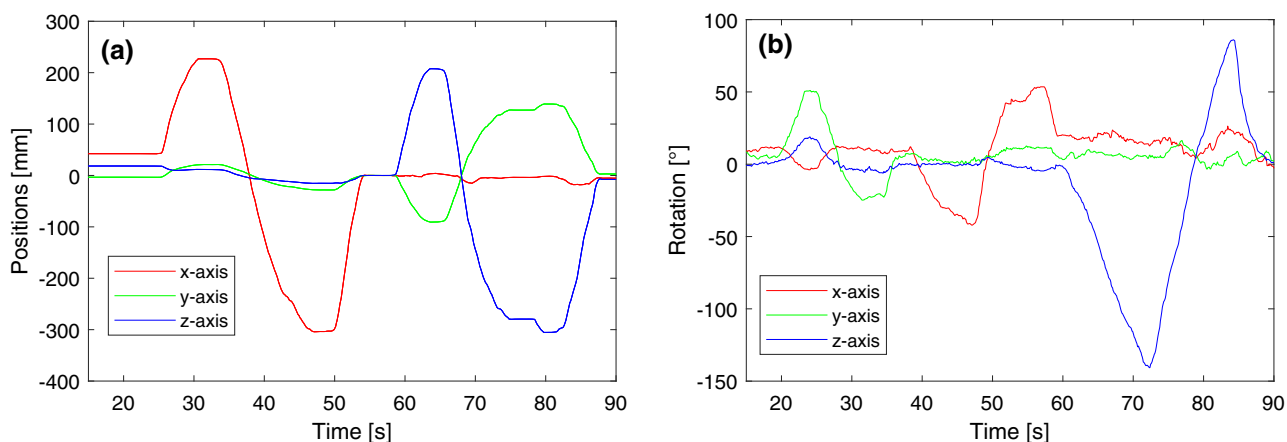 (a)
Positions [mm]
300
200
100
0
-100
-200
-300
-400
x-axis
y-axis
z-axis
20 30 40 50 60 70 80 90
Time [s]
(b)
Rotation [°]
100
50
0
-50
-100
-150
x-axis
y-axis
z-axis
20 30 40 50 60 70 80 90
Time [s]